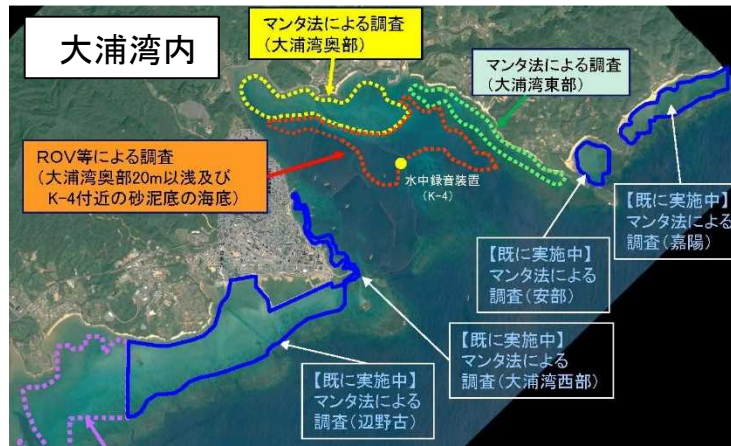 大浦湾内
マンタ法による調査
（大浦湾奥部）
マンタ法による調査
（大浦湾東部）
ROV等による調査
（大浦湾奥部20m以浅及び
K-4付近の砂泥底の海底）
水中録音装置
（K-4）
【既に実施中】
マンタ法による
調査（嘉陽）
【既に実施中】
マンタ法による
調査（安部）
【既に実施中】
マンタ法による
調査（大浦湾西部）
【既に実施中】
マンタ法による
調査（辺野古）